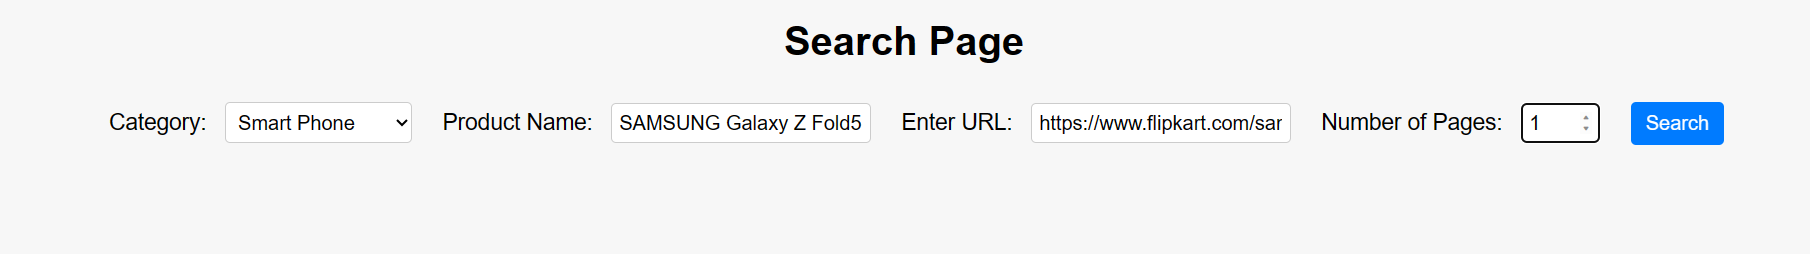 Search Page
Category: Smart Phone Product Name: SAMSUNG Galaxy Z Fold5 Enter URL: https://www.flipkart.com/sar Number of Pages: 1 Search